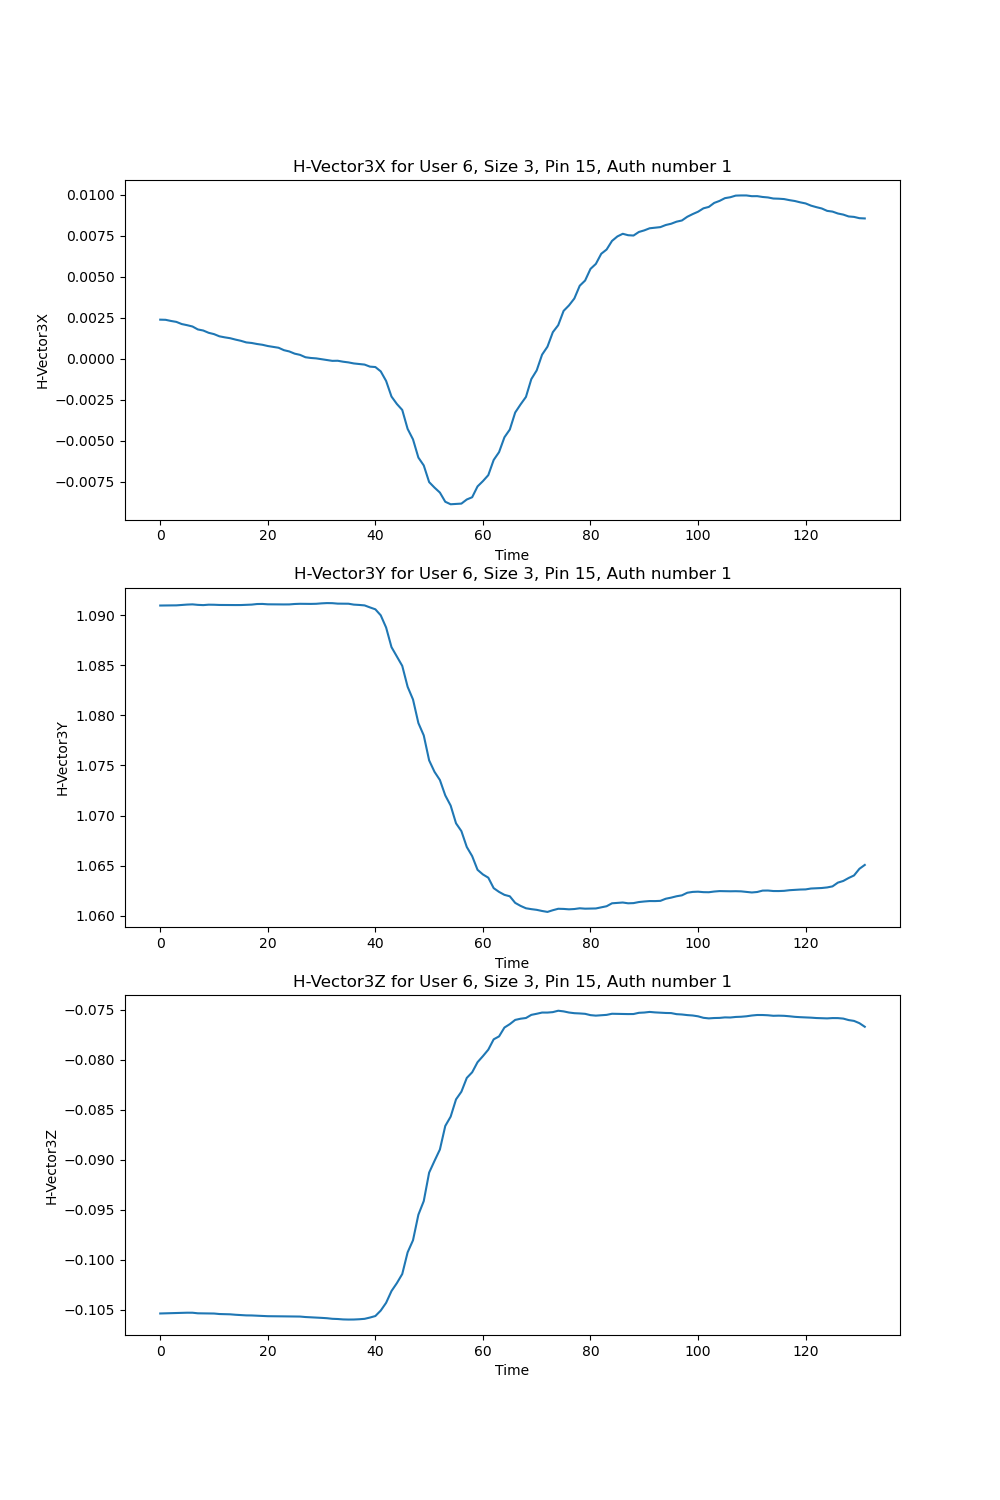 H-Vector3X for User 6, Size 3, Pin 15, Auth number 1
0.0100
0.0075
0.0050
0.0025
0.0000
−0.0025
−0.0050
−0.0075
H-Vector3X
0 20 40 60 80 100 120
Time
H-Vector3Y for User 6, Size 3, Pin 15, Auth number 1
1.090
1.085
1.080
1.075
1.070
1.065
1.060
H-Vector3Y
0 20 40 60 80 100 120
Time
H-Vector3Z for User 6, Size 3, Pin 15, Auth number 1
−0.075
−0.080
−0.085
−0.090
−0.095
−0.100
−0.105
H-Vector3Z
0 20 40 60 80 100 120
Time